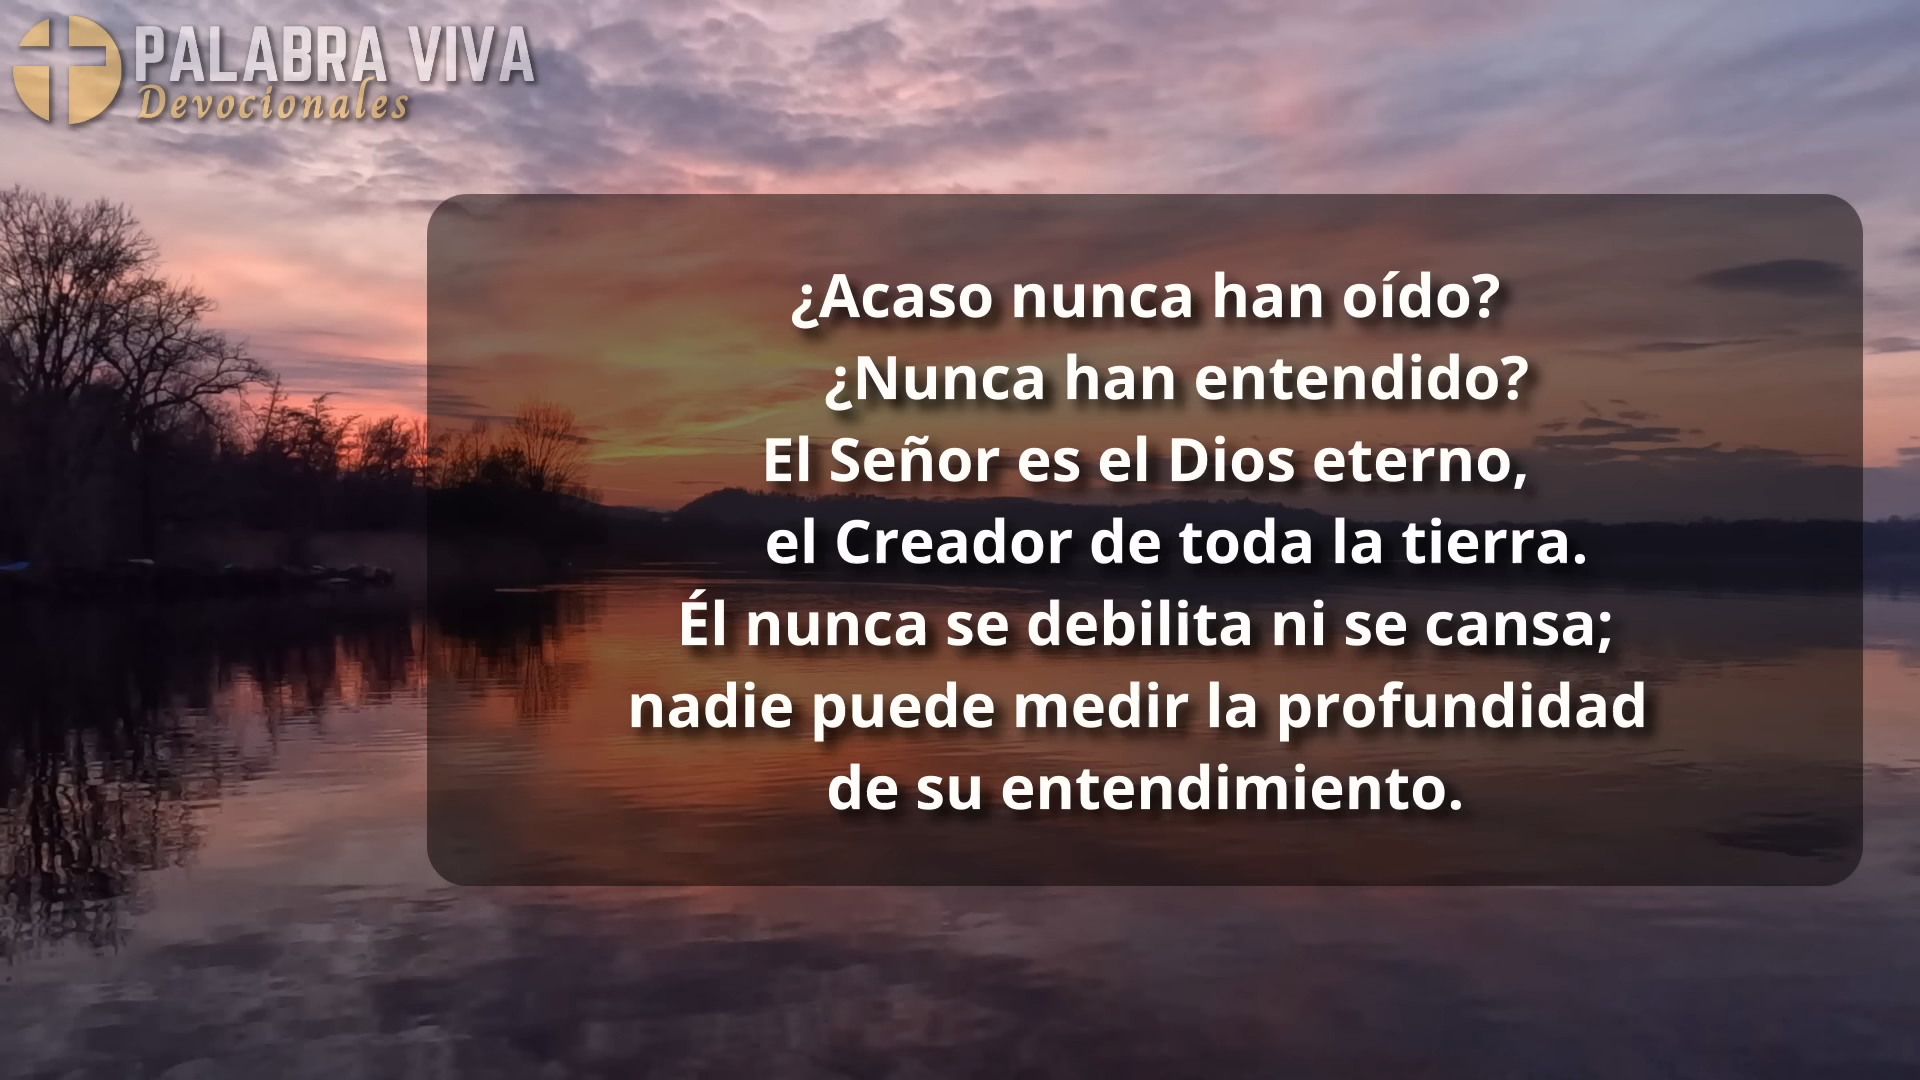 PALABRA VIVA
Devocionales
¿Acaso nunca han oído?
¿Nunca han entendido?
El Señor es el Dios eterno,
el Creador de toda la tierra.
Él nunca se debilita ni se cansa;
nadie puede medir la profundidad
de su entendimiento.